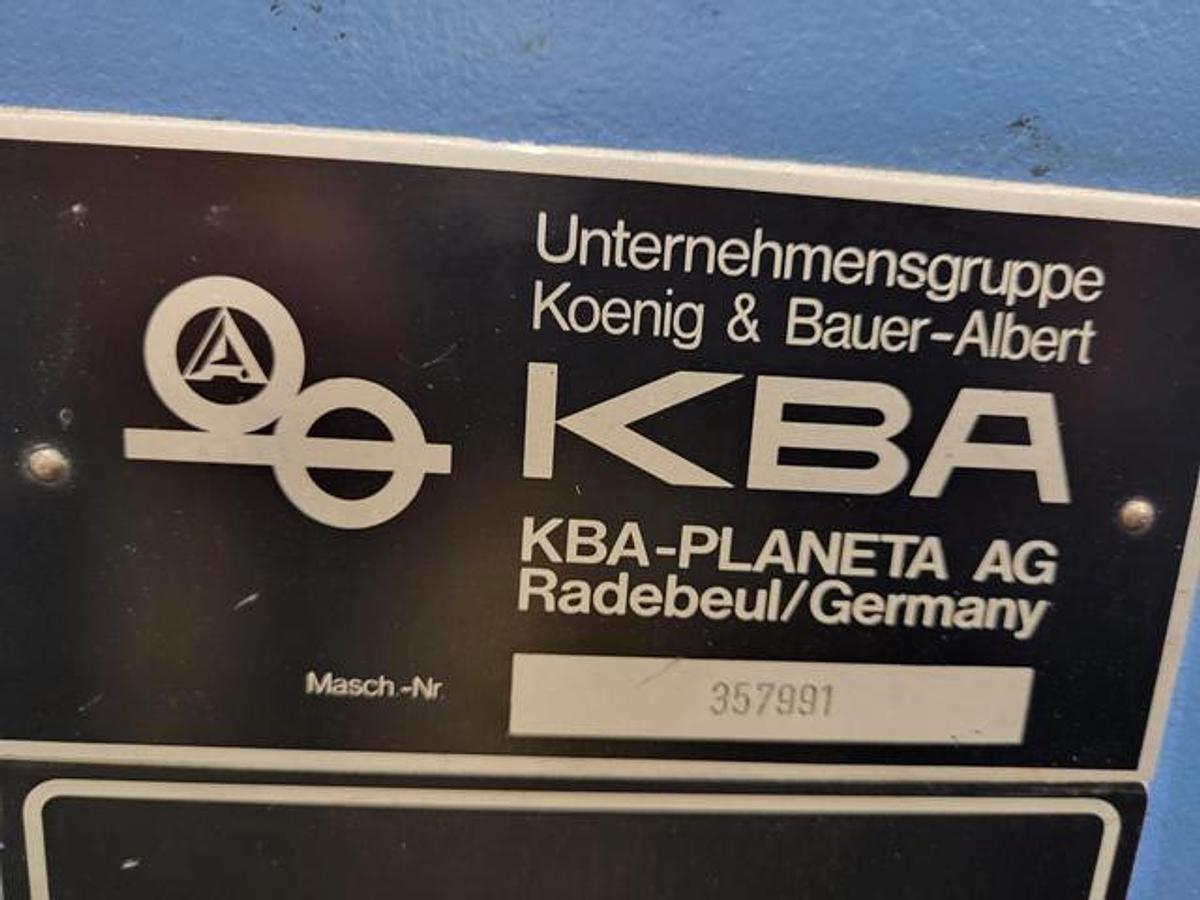 Unternehmensgruppe
Koenig & Bauer-Albert
KBA
KBA-PLANETA AG
Radebeul/Germany
Masch.-Nr 357991